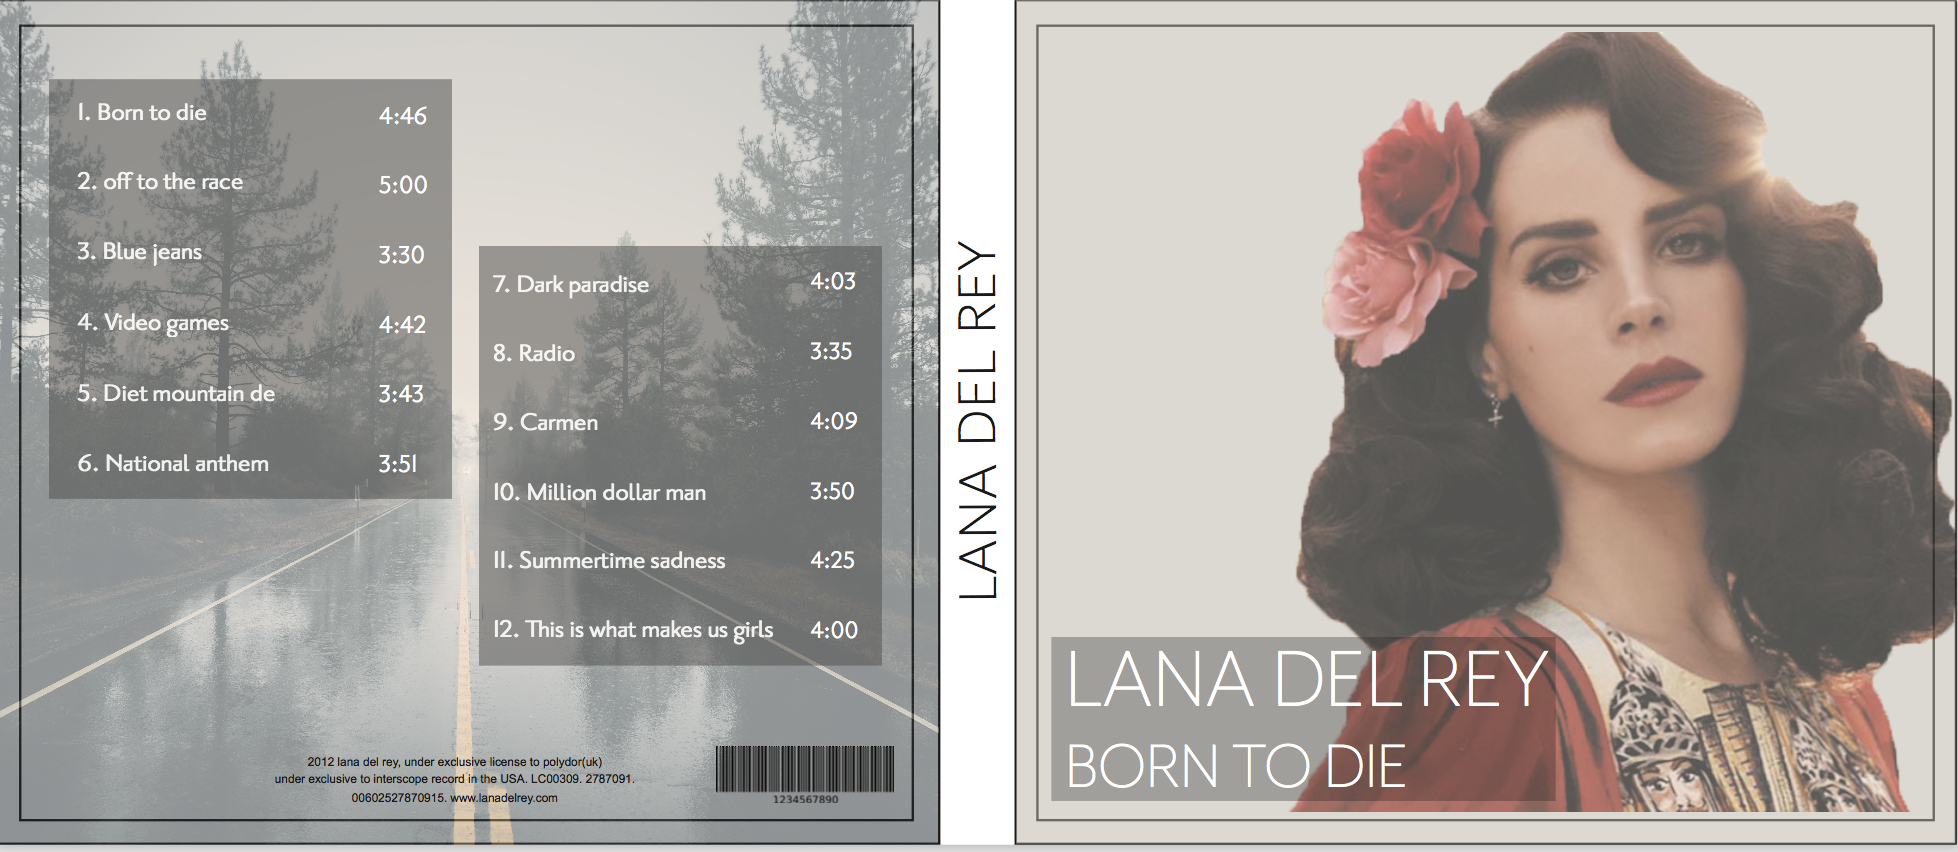 1. Born to die 4:46
2. off to the race 5:00
3. Blue jeans 3:30
4. Video games 4:42
5. Diet mountain de 3:43
6. National anthem 3:51
7. Dark paradise 4:03
8. Radio 3:35
9. Carmen 4:09
10. Million dollar man 3:50
11. Summertime sadness 4:25
12. This is what makes us girls 4:00
2012 lana del rey, under exclusive license to polydor(uk)
under exclusive to interscope record in the USA. LC00309. 2787091.
00602527870915. www.lanadelrey.com
1234567890
LANA DEL REY
LANA DEL REY
BORN TO DIE